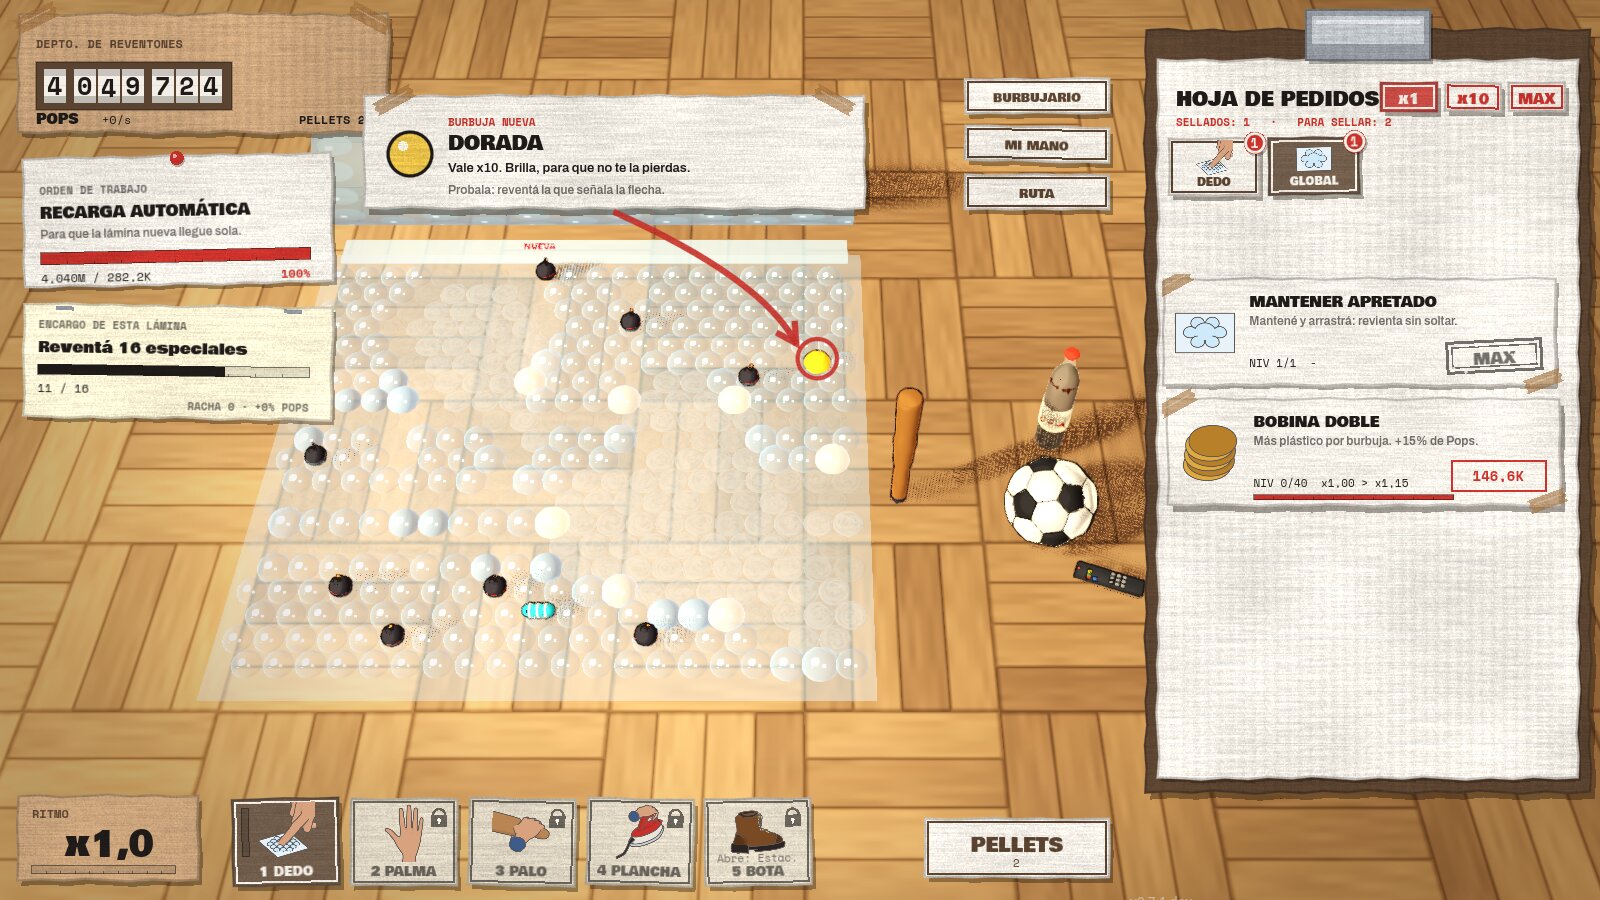 DEPTO. DE REVENTONES
4 049 724
POPS +0/s PELLETS 2
ORDEN DE TRABAJO
RECARGA AUTOMÁTICA
Para que la lámina nueva llegue sola.
4.040M / 282.2K 100%
ENCARGO DE ESTA LÁMINA
Reventá 16 especiales
11 / 16
RACHA 0 · +0% POPS
BURBUJA NUEVA
DORADA
Vale x10. Brilla, para que no te la pierdas.
Probala: reventá la que señala la flecha.
NUEVA
BURBUJARIO
MI MANO
RUTA
HOJA DE PEDIDOS
x1
x10
MAX
SELLADOS: 1 · PARA SELLAR: 2
1
DEDO
1
GLOBAL
MANTENER APRETADO
Mantené y arrastrá: revienta sin soltar.
NIV 1/1 -
MAX
BOBINA DOBLE
Más plástico por burbuja. +15% de Pops.
NIV 0/40 x1,00 > x1,15
146,6K
RITMO
x1,0
1 DEDO
2 PALMA
3 PALO
4 PLANCHA
Abre: Estac.
5 BOTA
PELLETS
2